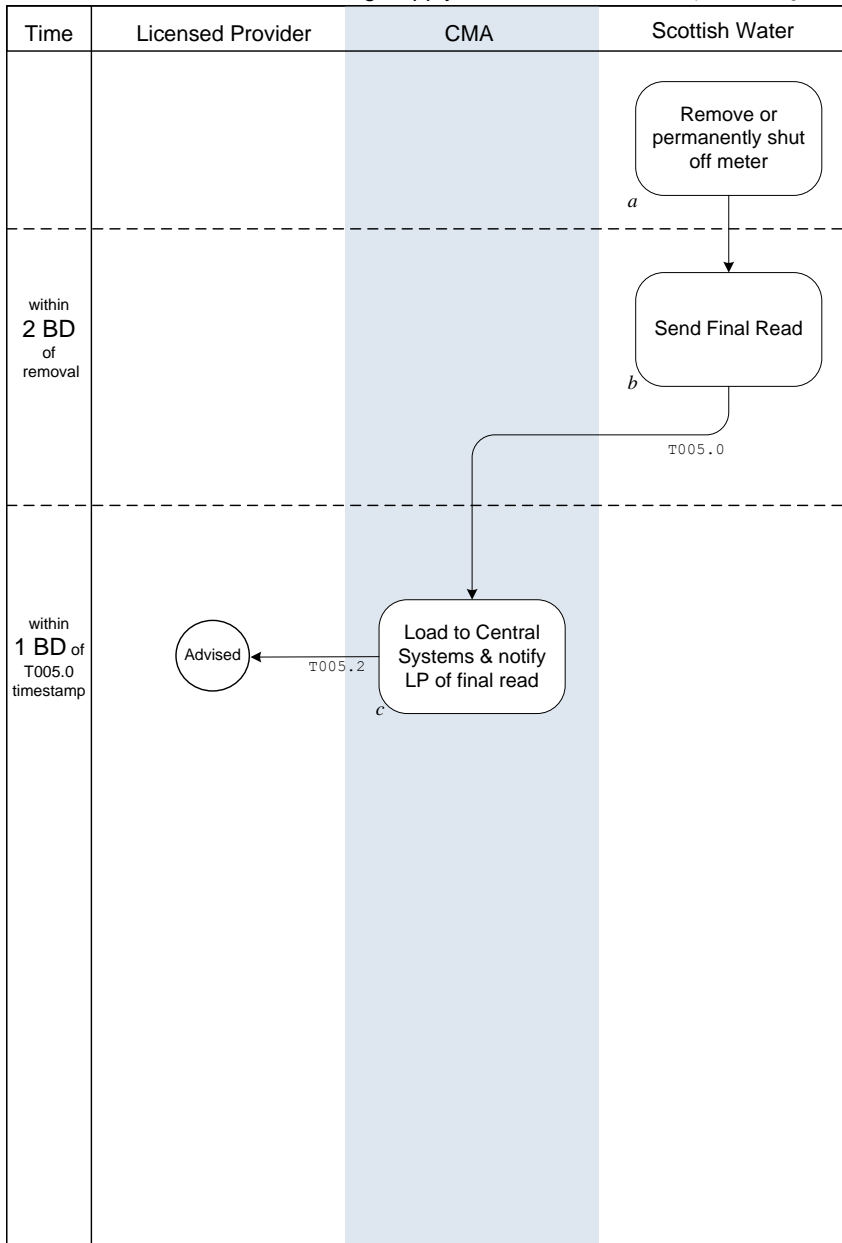 Time
Licensed Provider
CMA
Scottish Water
Remove or
permanently shut
off meter
a
within
2 BD
of
removal
Send Final Read
b
T005.0
within
1 BD of
T005.0
timestamp
Advised
T005.2
Load to Central
Systems & notify
LP of final read
c